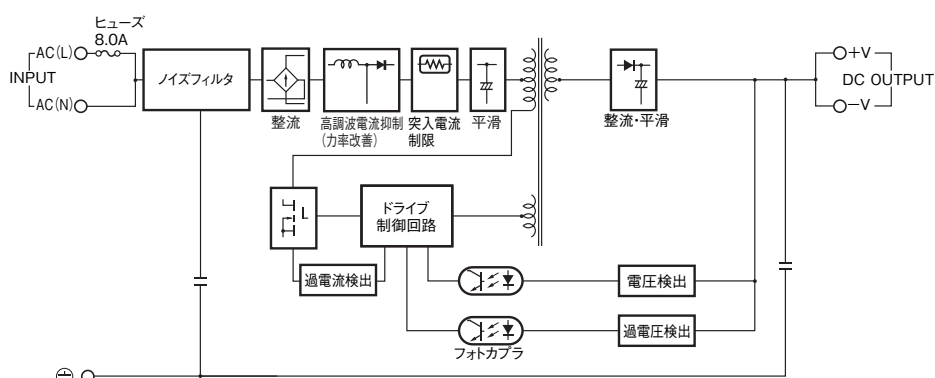 ヒューズ
8.0A
AC(L)
INPUT
AC(N)
ノイズフィルタ
整流
高調波電流抑制
(力率改善)
突入電流
制限
平滑
整流・平滑
+V
DC OUTPUT
−V
ドライブ
制御回路
過電流検出
電圧検出
過電圧検出
フォトカプラ